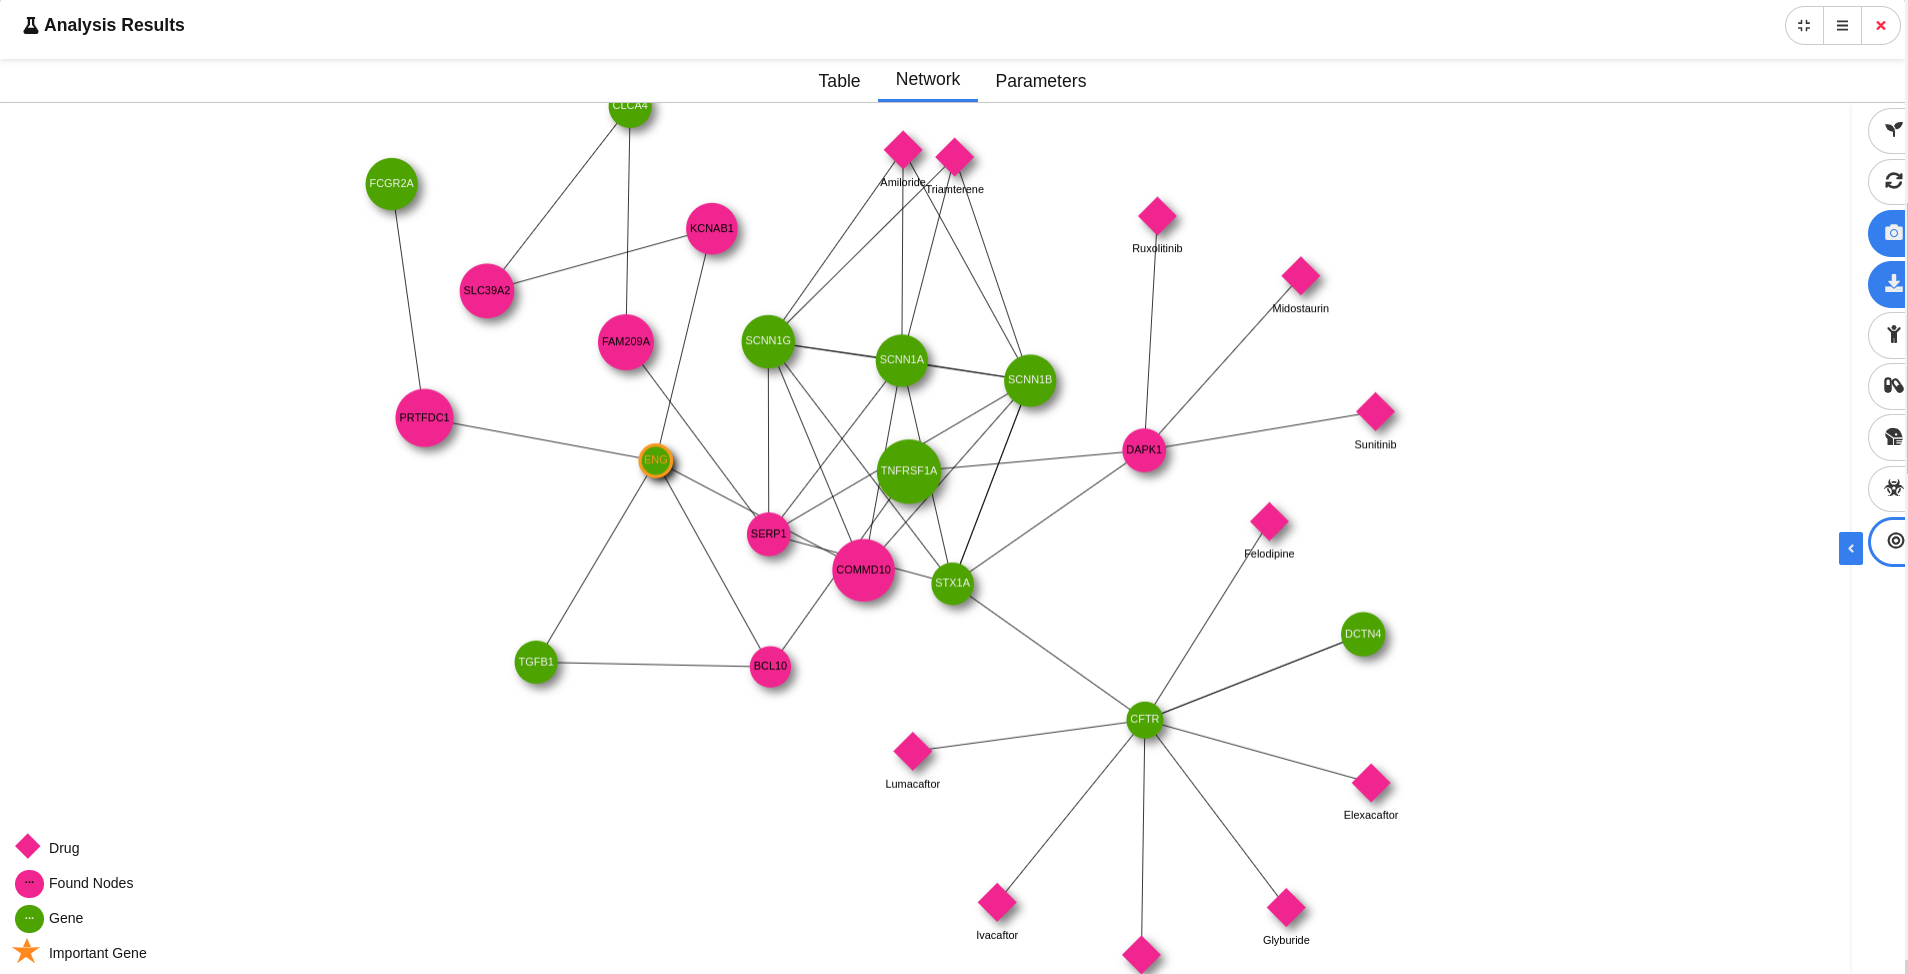 Analysis Results
Table
Network
Parameters
CLCA4
Amiloride
Triamterene
FCGR2A
KCNAB1
Ruxolitinib
SLC39A2
Midostaurin
FAM209A
SCNN1G
SCNN1A
SCNN1B
PRTFDC1
Sunitinib
ENG
TNFRSF1A
DAPK1
SERP1
Felodipine
COMMD10
STX1A
DCTN4
TGFB1
BCL10
CFTR
Lumacaftor
Elexacaftor
Ivacaftor
Glyburide
Drug
... Found Nodes
... Gene
Important Gene